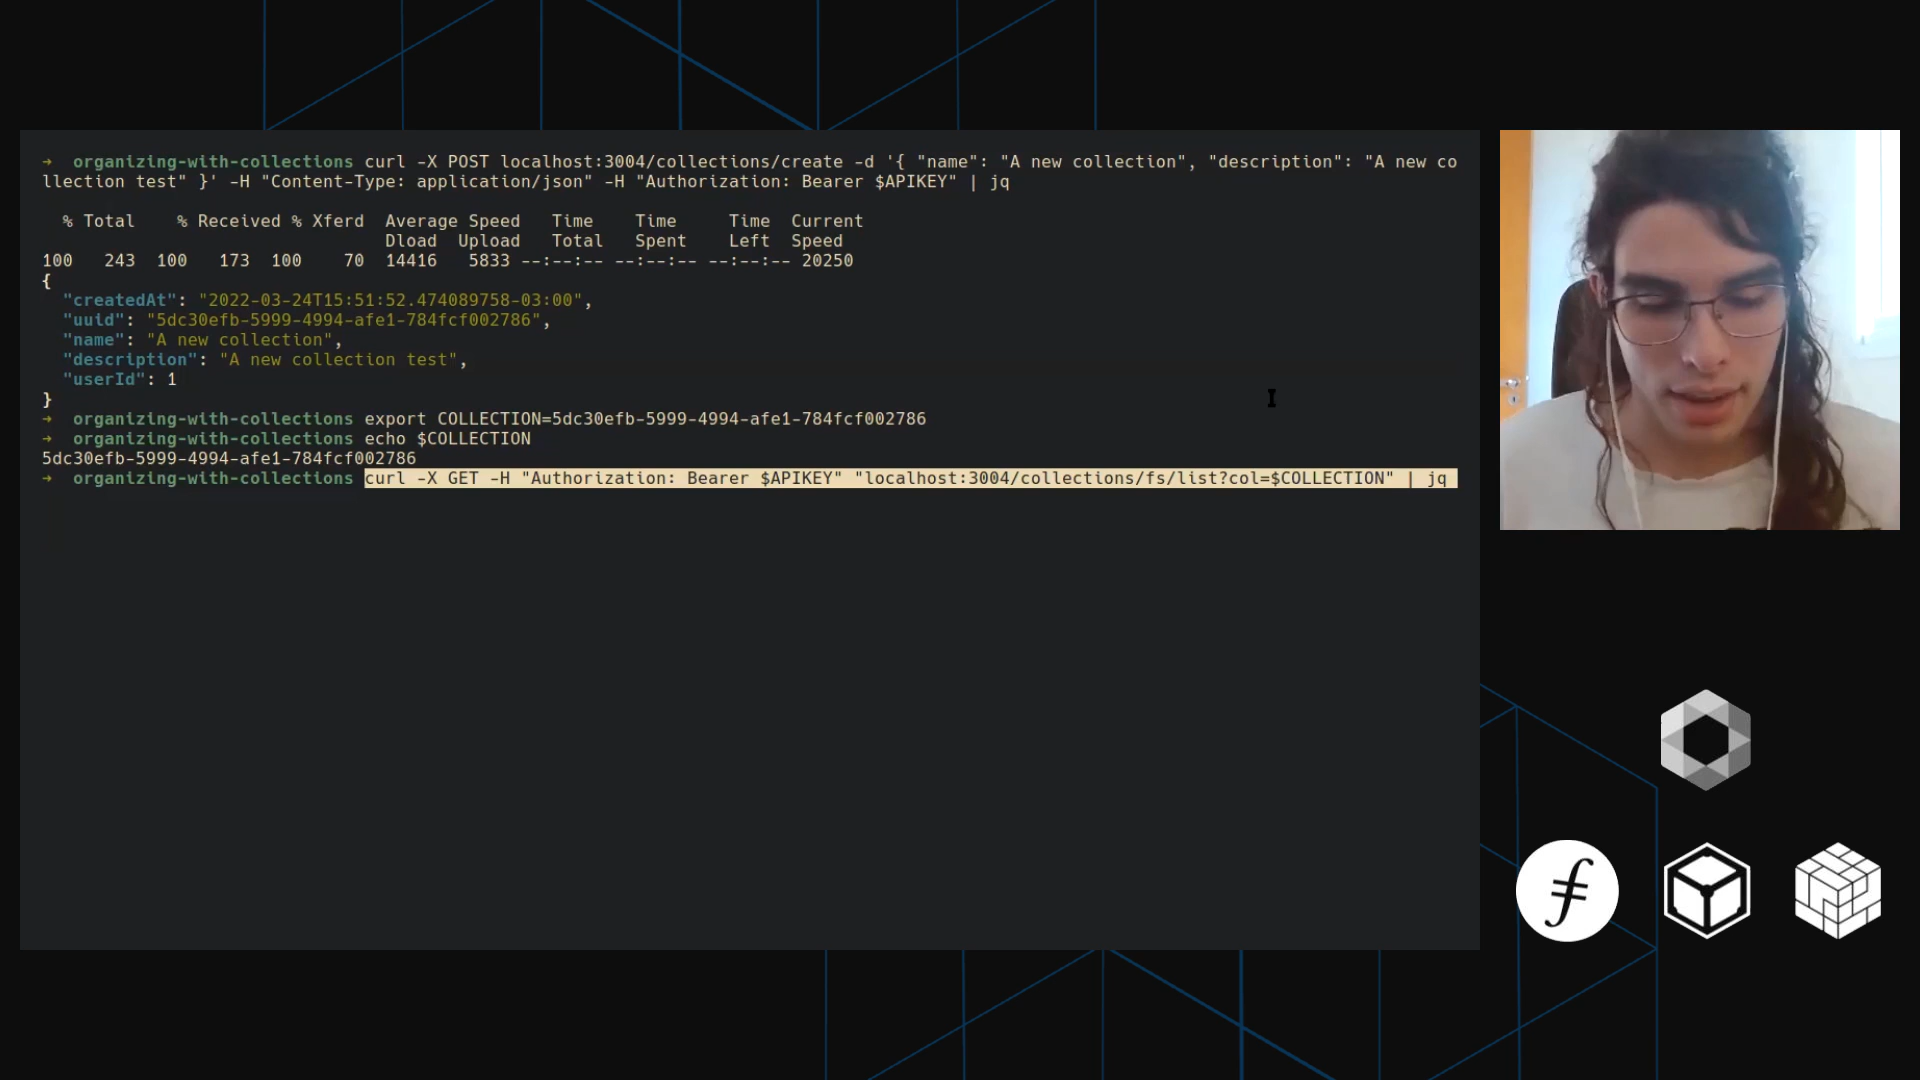 ➜ organizing-with-collections curl -X POST localhost:3004/collections/create -d '{ "name": "A new collection", "description": "A new co
llection test" }' -H "Content-Type: application/json" -H "Authorization: Bearer $APIKEY" | jq
% Total % Received % Xferd Average Speed Time Time Time Current
Dload Upload Total Spent Left Speed
100 243 100 173 100 70 14416 5833 --:--:-- --:--:-- --:--:-- 20250
{
"createdAt": "2022-03-24T15:51:52.474089758-03:00",
"uuid": "5dc30efb-5999-4994-afe1-784fcf002786",
"name": "A new collection",
"description": "A new collection test",
"userId": 1
}
➜ organizing-with-collections export COLLECTION=5dc30efb-5999-4994-afe1-784fcf002786
➜ organizing-with-collections echo $COLLECTION
5dc30efb-5999-4994-afe1-784fcf002786
➜ organizing-with-collections curl -X GET -H "Authorization: Bearer $APIKEY" "localhost:3004/collections/fs/list?col=$COLLECTION" | jq